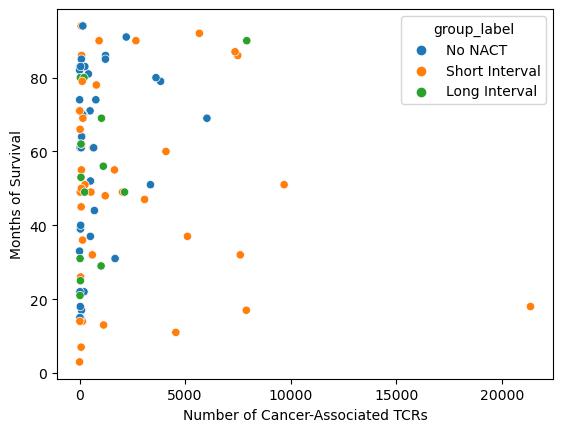 group_label
No NACT
Short Interval
Long Interval
80
60
40
20
0
Months of Survival
0 5000 10000 15000 20000
Number of Cancer-Associated TCRs